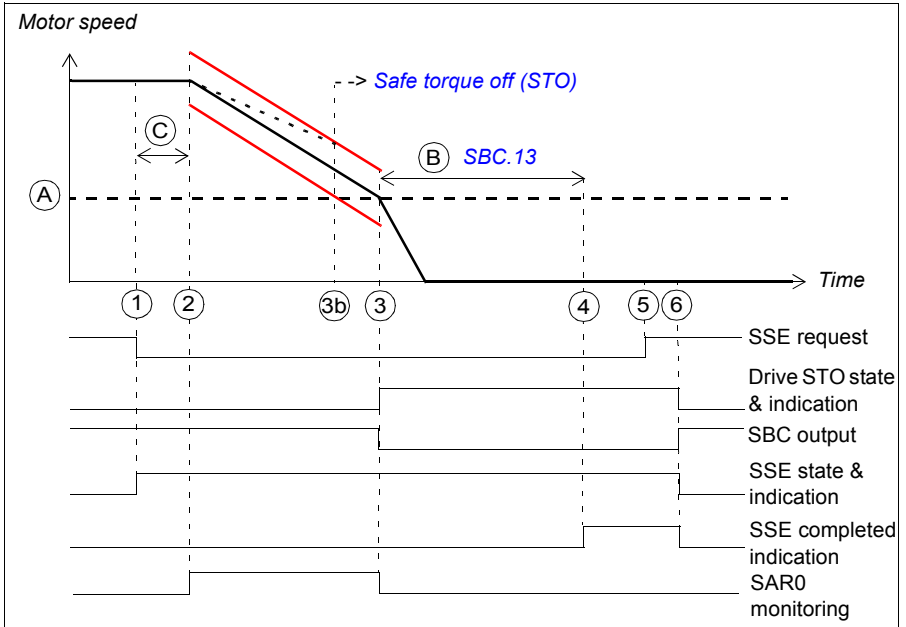 Motor speed
--> Safe torque off (STO)
C
B SBC.13
A
Time
1 2 3b 3 4 5 6
SSE request
Drive STO state
& indication
SBC output
SSE state &
indication
SSE completed
indication
SAR0
monitoring